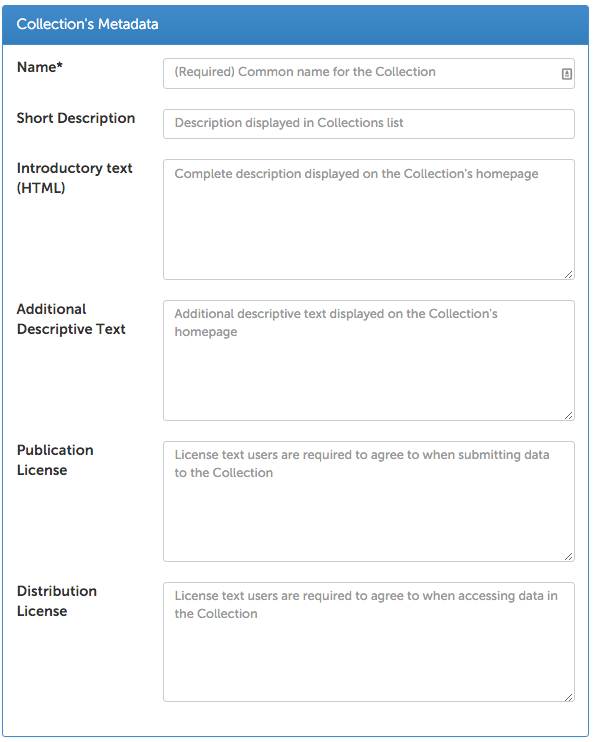 Collection's Metadata
Name*
(Required) Common name for the Collection
Short Description
Description displayed in Collections list
Introductory text
(HTML)
Complete description displayed on the Collection's homepage
Additional
Descriptive Text
Additional descriptive text displayed on the Collection's
homepage
Publication
License
License text users are required to agree to when submitting data
to the Collection
Distribution
License
License text users are required to agree to when accessing data in
the Collection